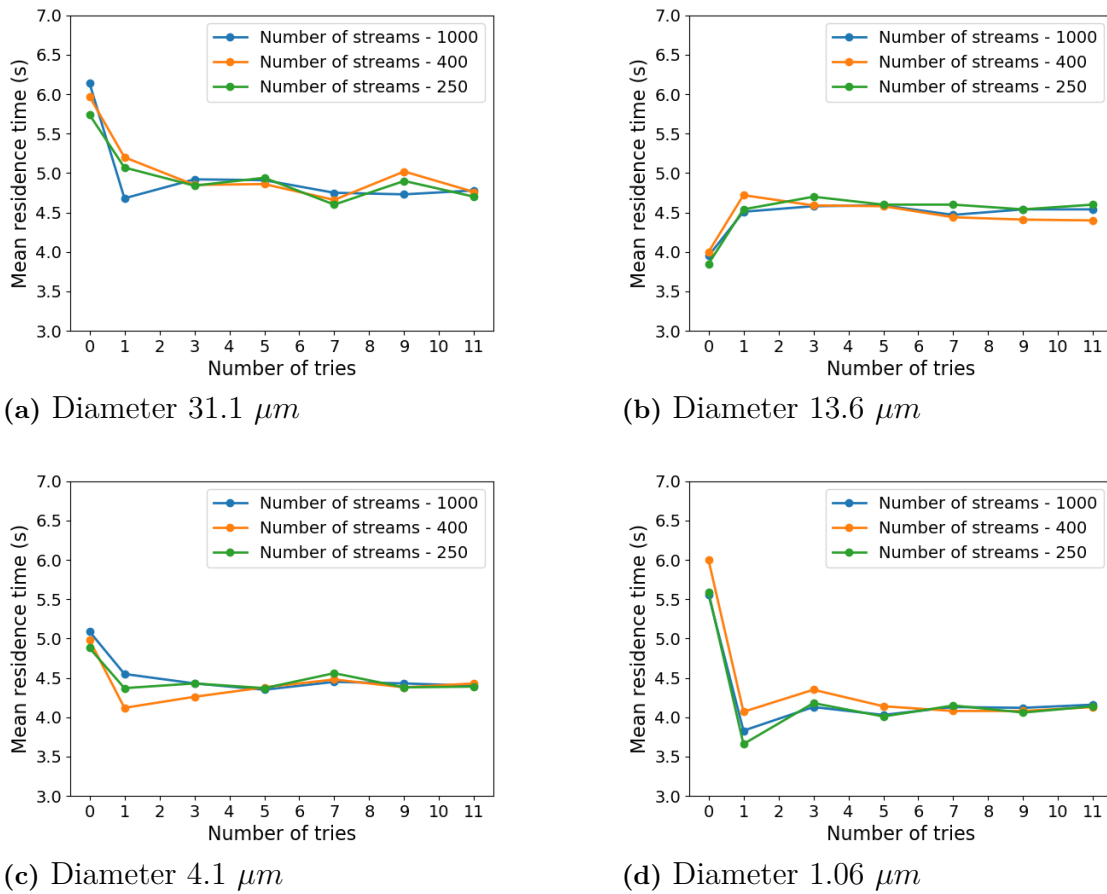 7.0
6.5
6.0
5.5
5.0
4.5
4.0
3.5
3.0
Mean residence time (s)
Number of streams - 1000
Number of streams - 400
Number of streams - 250
0 1 2 3 4 5 6 7 8 9 10 11
Number of tries
(a) Diameter 31.1 μm
7.0
6.5
6.0
5.5
5.0
4.5
4.0
3.5
3.0
Mean residence time (s)
Number of streams - 1000
Number of streams - 400
Number of streams - 250
0 1 2 3 4 5 6 7 8 9 10 11
Number of tries
(b) Diameter 13.6 μm
7.0
6.5
6.0
5.5
5.0
4.5
4.0
3.5
3.0
Mean residence time (s)
Number of streams - 1000
Number of streams - 400
Number of streams - 250
0 1 2 3 4 5 6 7 8 9 10 11
Number of tries
(c) Diameter 4.1 μm
7.0
6.5
6.0
5.5
5.0
4.5
4.0
3.5
3.0
Mean residence time (s)
Number of streams - 1000
Number of streams - 400
Number of streams - 250
0 1 2 3 4 5 6 7 8 9 10 11
Number of tries
(d) Diameter 1.06 μm